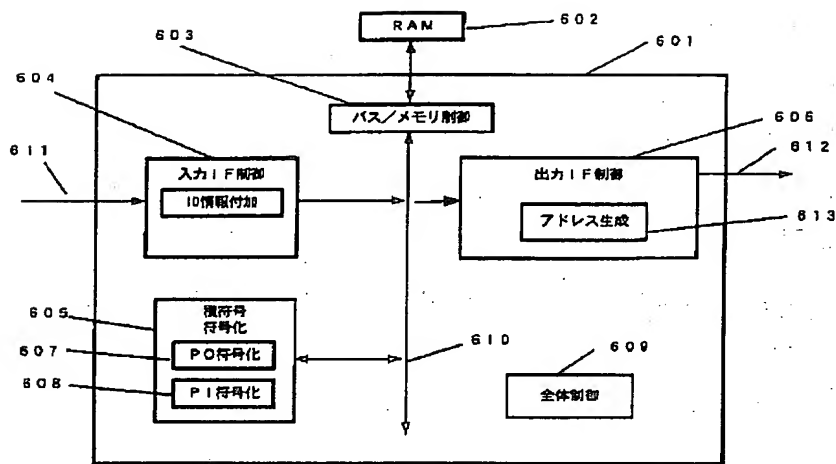 RAM
602
603
601
604
バス／メモリ制御
606
611
入力IF制御
ID情報付加
出力IF制御
612
アドレス生成
613
605
積符号
符号化
607
PO符号化
608
PI符号化
610
609
全体制御